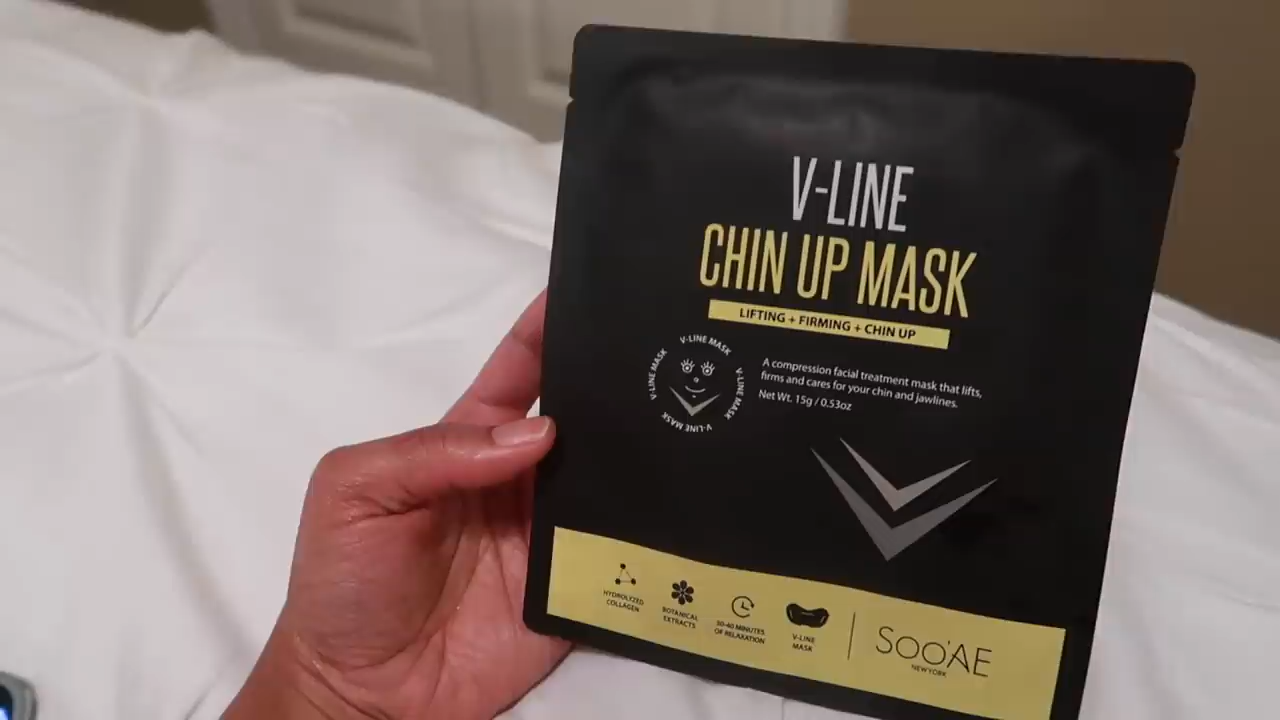 V-LINE
CHIN UP MASK
LIFTING + FIRMING + CHIN UP
V-LINE MASK
V-LINE MASK
V-LINE MASK
V-LINE MASK
A compression facial treatment mask that lifts,
firms and cares for your chin and jawlines.
Net Wt. 15g / 0.53oz
HYDROLYZED
COLLAGEN
BOTANICAL
EXTRACTS
30-40 MINUTES
OF RELAXATION
V-LINE
MASK
SOO'AE
NEW YORK